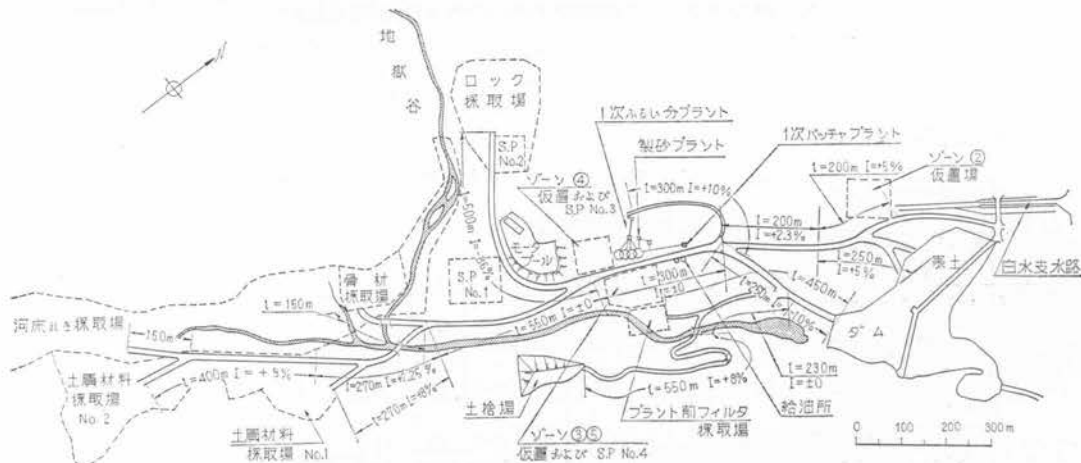 地
獄
谷
ロック
採取場
S.P
No.2
1次ふるい分プラント
製砂プラント
1次バッチャプラント
l=200m I=+5%
ゾーン②
仮置場
ゾーン④
仮置および
S.P No.3
l=300m I=+10%
l=200m
I=+2.3%
l=250m
I=+5%
白水支水路
モータ
プール
S.P
No.1
l=300m
I=±0
l=450m
ダム
骨材
採取場
l=150m
河床れき採取場
150m
l=550m I=±0
土質材料
採取場
No.2
l=400m I=+9%
l=270m I=+1.25%
l=270m I=+8%
土質材料
採取場 No.1
土捨場
l=550m I=+8%
l=230m
I=±0
ゾーン③⑤
仮置および S.P No.4
プラント前フィルタ
採取場
給油所
0 100 200 300m